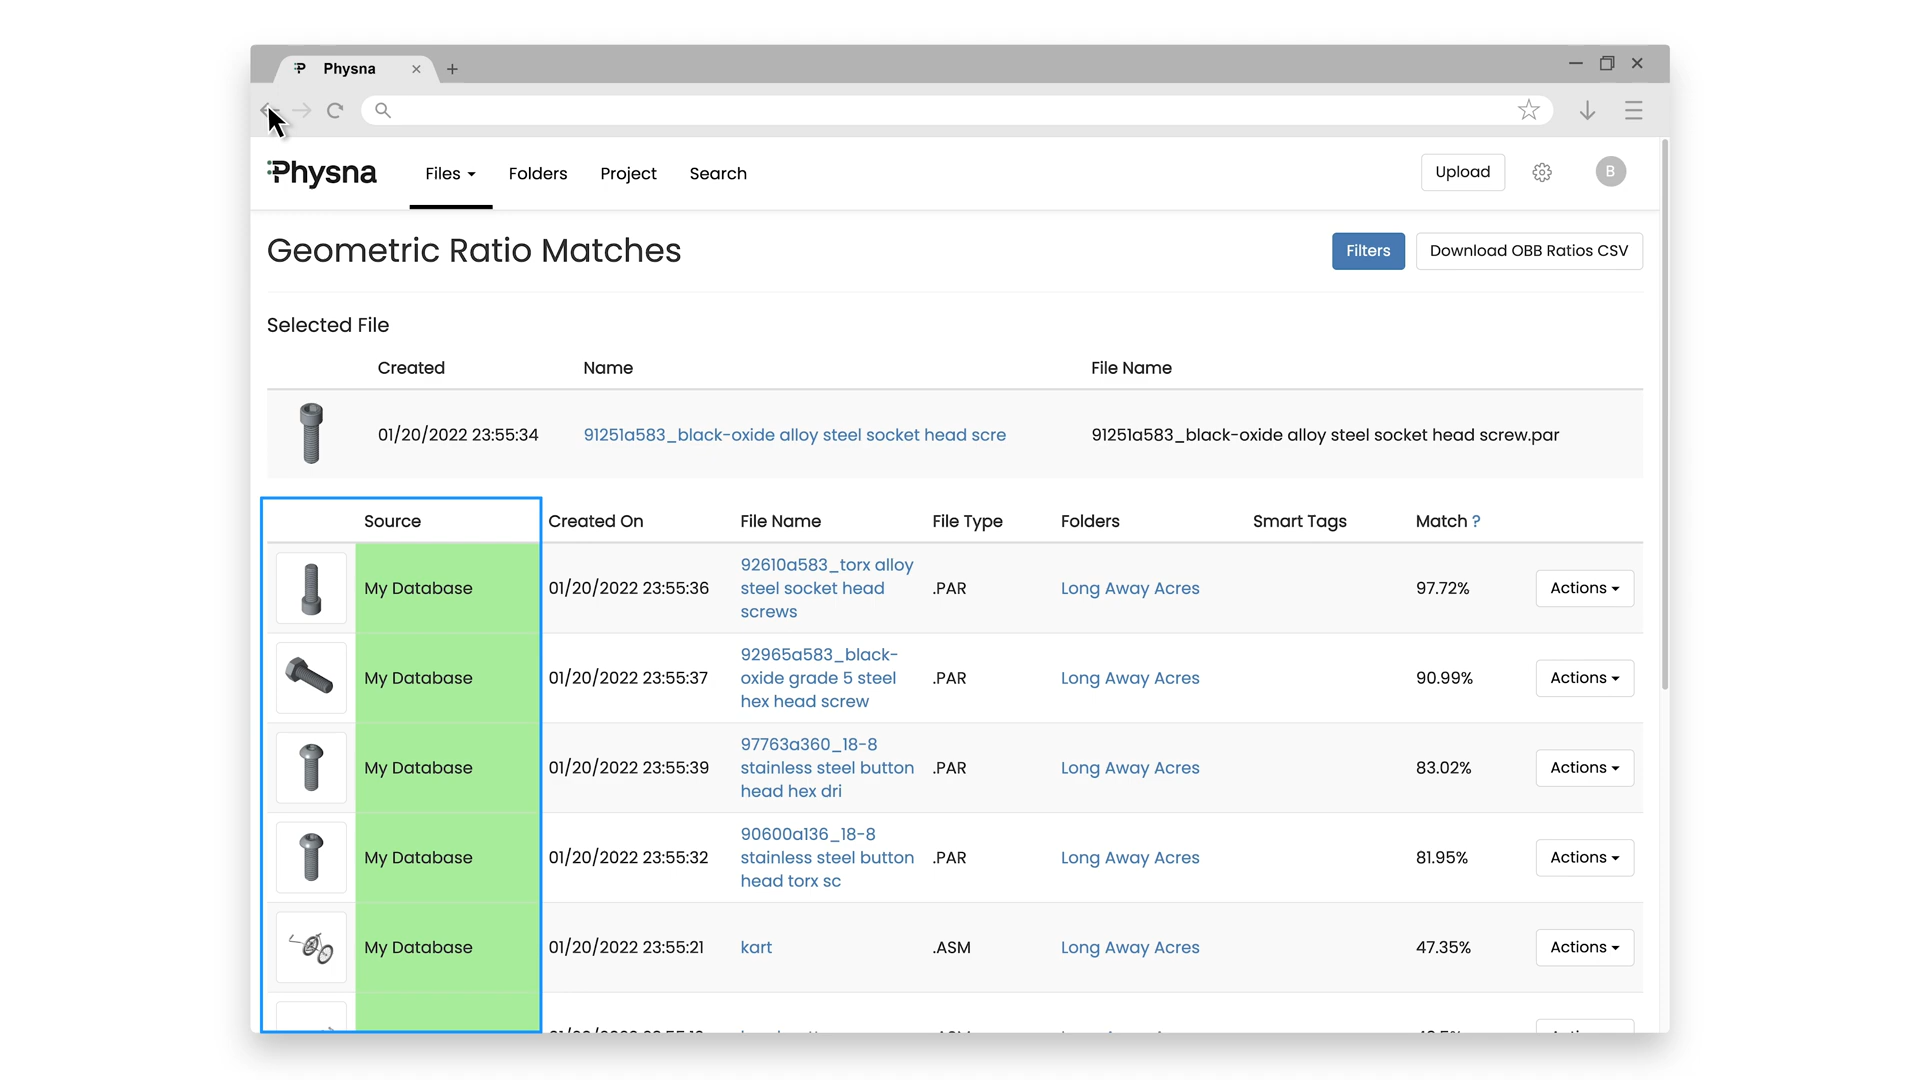 Physna
Physna Files Folders Project Search Upload B
Geometric Ratio Matches Filters Download OBB Ratios CSV
Selected File
Created Name File Name
01/20/2022 23:55:34 91251a583_black-oxide alloy steel socket head scre 91251a583_black-oxide alloy steel socket head screw.par
Source Created On File Name File Type Folders Smart Tags Match ?
92610a583_torx alloy
My Database 01/20/2022 23:55:36 steel socket head .PAR Long Away Acres 97.72% Actions
screws
92965a583_black-
My Database 01/20/2022 23:55:37 oxide grade 5 steel .PAR Long Away Acres 90.99% Actions
hex head screw
97763a360_18-8
My Database 01/20/2022 23:55:39 stainless steel button .PAR Long Away Acres 83.02% Actions
head hex dri
90600a136_18-8
My Database 01/20/2022 23:55:32 stainless steel button .PAR Long Away Acres 81.95% Actions
head torx sc
My Database 01/20/2022 23:55:21 kart .ASM Long Away Acres 47.35% Actions